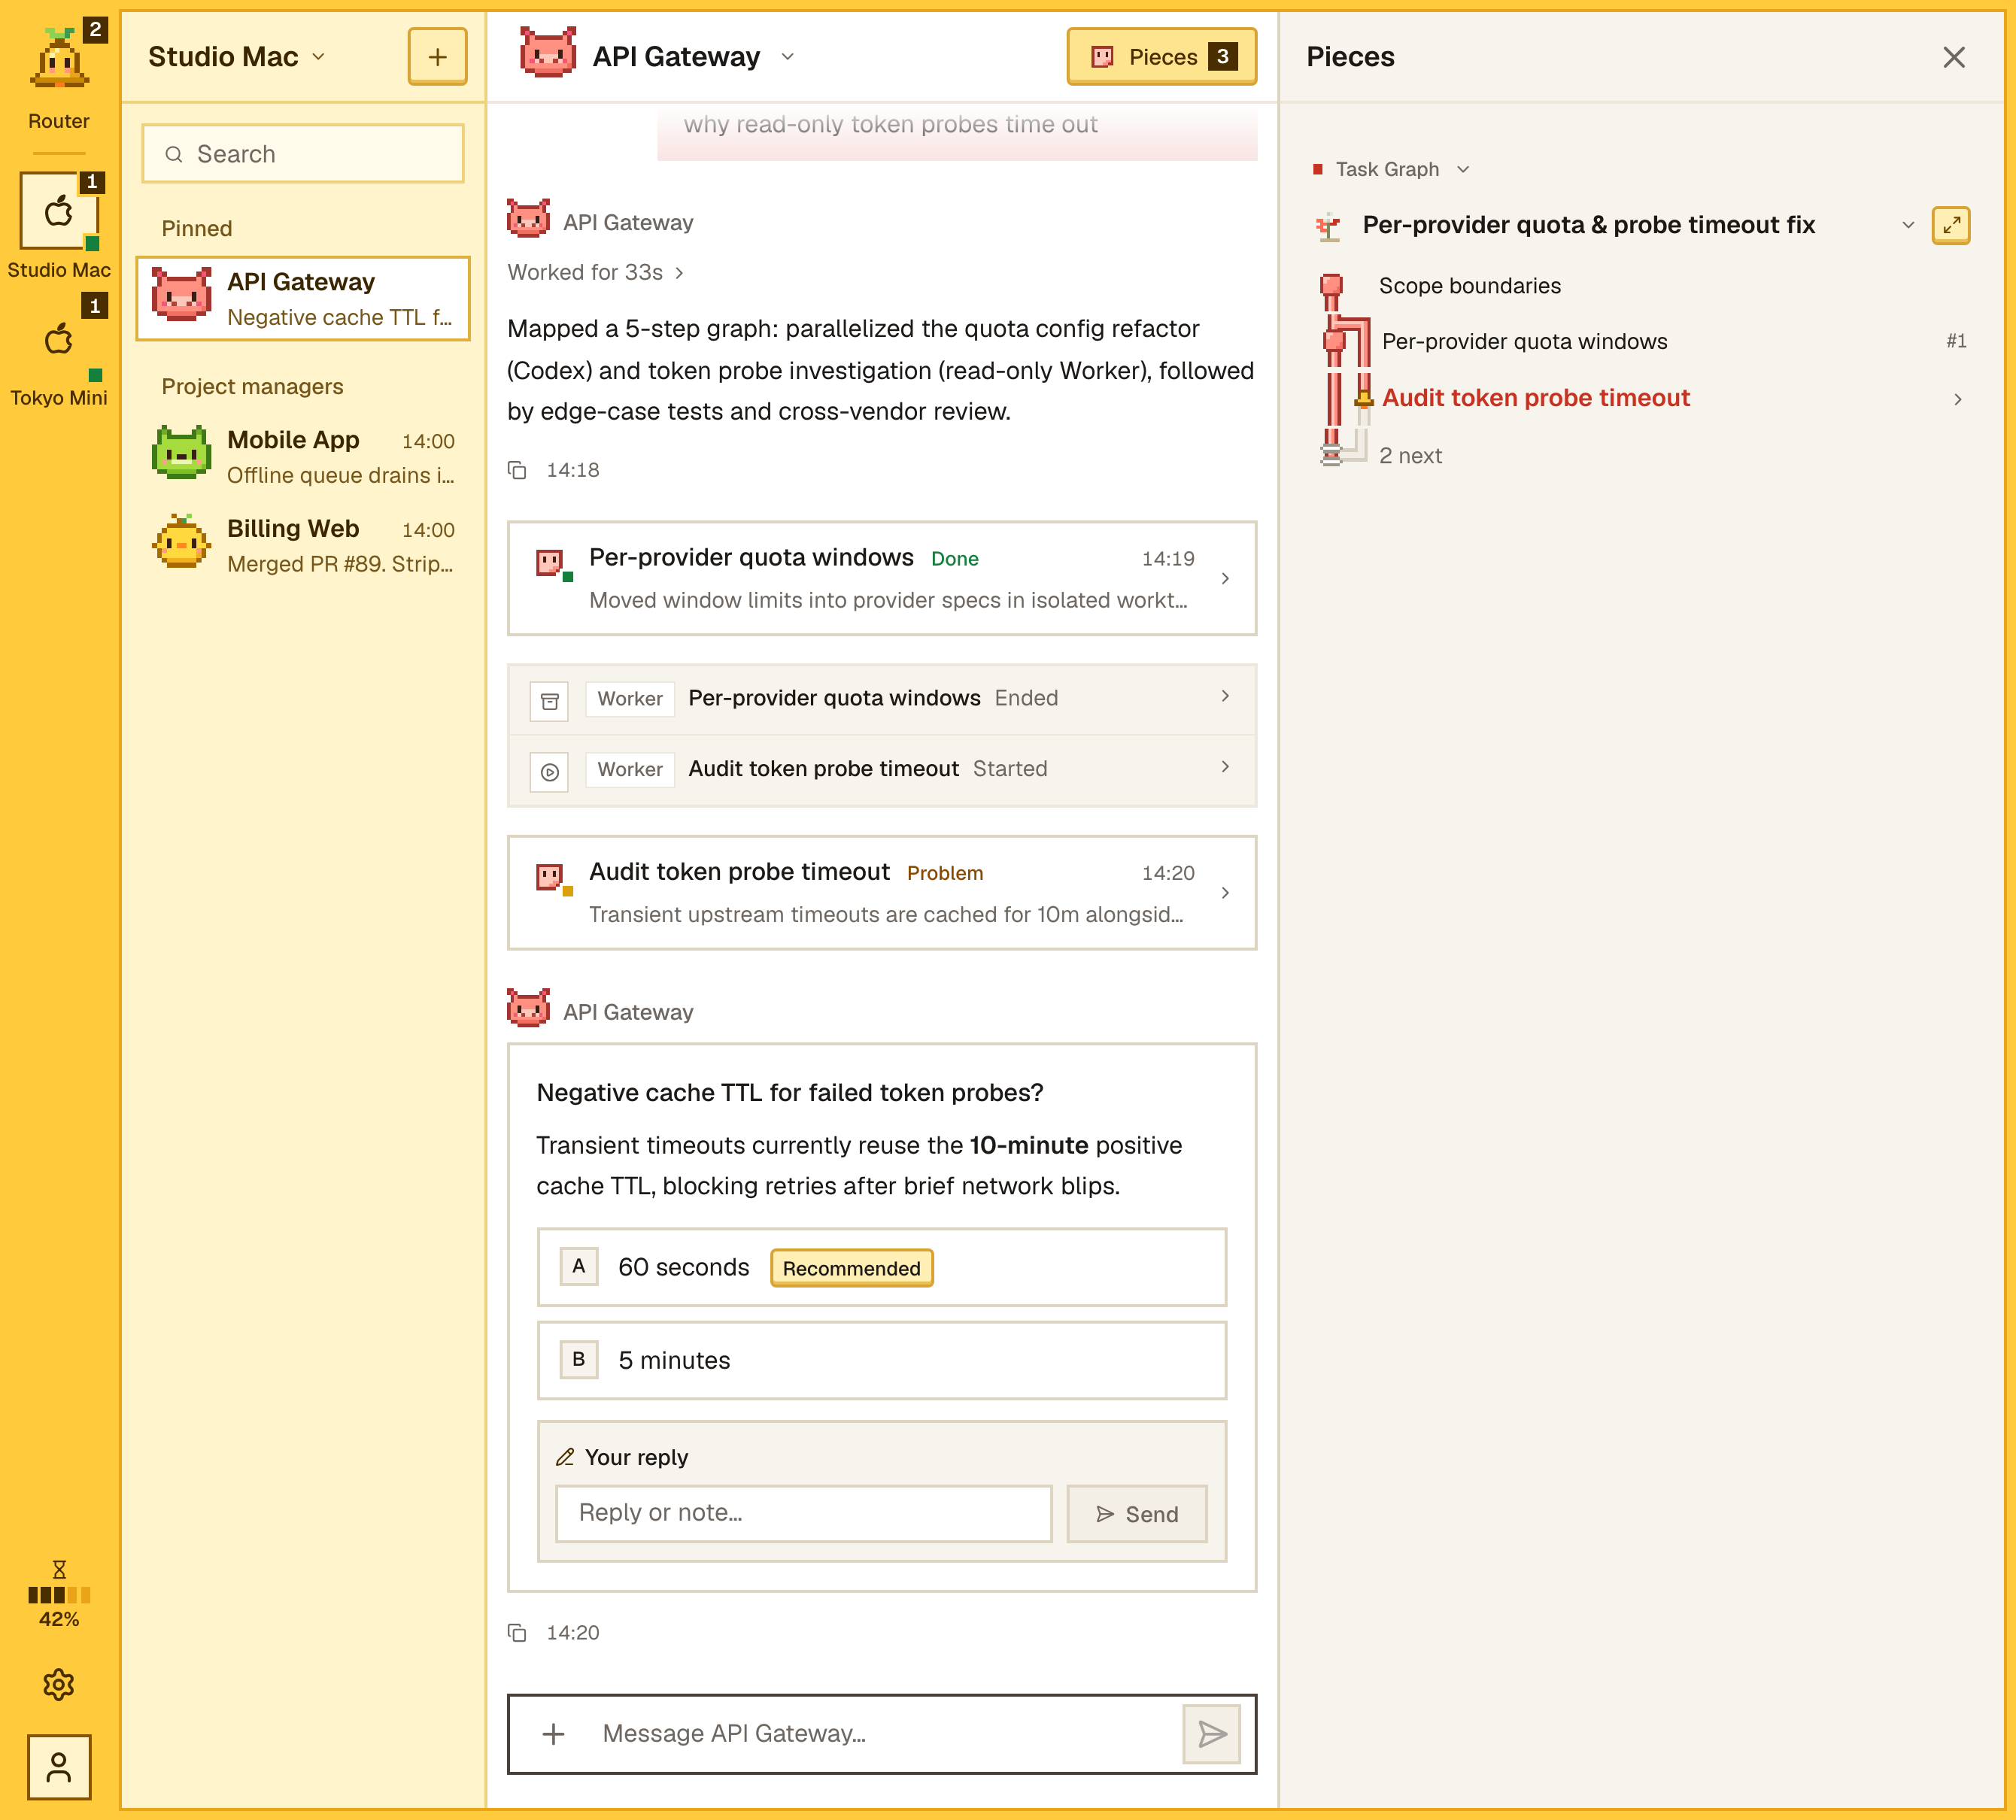 2
Router
1
Studio Mac
1
Tokyo Mini
42%
Studio Mac
Search
Pinned
API Gateway
Negative cache TTL f...
Project managers
Mobile App 14:00
Offline queue drains i...
Billing Web 14:00
Merged PR #89. Strip...
API Gateway
Pieces 3
why read-only token probes time out
API Gateway
Worked for 33s
Mapped a 5-step graph: parallelized the quota config refactor
(Codex) and token probe investigation (read-only Worker), followed
by edge-case tests and cross-vendor review.
14:18
Per-provider quota windows Done 14:19
Moved window limits into provider specs in isolated workt...
Worker Per-provider quota windows Ended
Worker Audit token probe timeout Started
Audit token probe timeout Problem 14:20
Transient upstream timeouts are cached for 10m alongsid...
API Gateway
Negative cache TTL for failed token probes?
Transient timeouts currently reuse the 10-minute positive
cache TTL, blocking retries after brief network blips.
A 60 seconds Recommended
B 5 minutes
Your reply
Reply or note...
Send
14:20
Message API Gateway...
Pieces
Task Graph
Per-provider quota & probe timeout fix
Scope boundaries
Per-provider quota windows #1
Audit token probe timeout
2 next